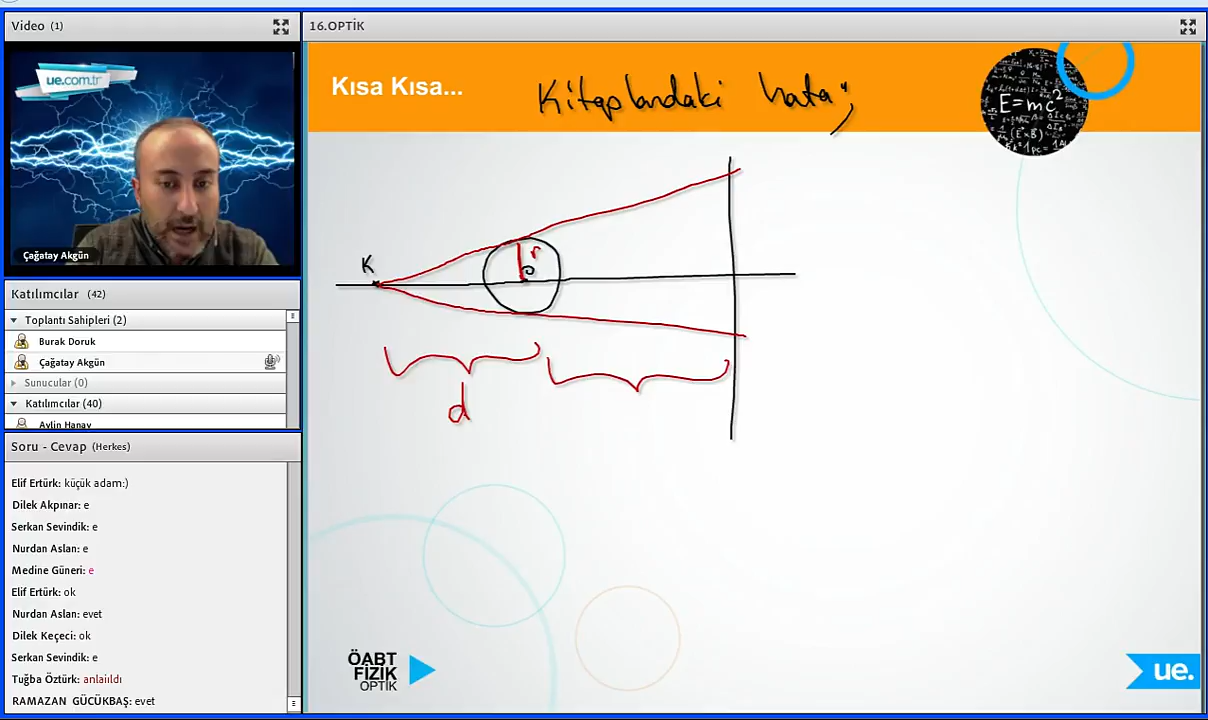 Video (1)
ue.com.tr
Çağatay Akgün
Katılımcılar (42)
Toplantı Sahipleri (2)
Burak Doruk
Çağatay Akgün
Sunucular (0)
Katılımcılar (40)
Aylin Hanay
Soru - Cevap (Herkes)
Elif Ertürk: küçük adam:)
Dilek Akpınar: e
Serkan Sevindik: e
Nurdan Aslan: e
Medine Güneri: e
Elif Ertürk: ok
Nurdan Aslan: evet
Dilek Keçeci: ok
Serkan Sevindik: e
Tuğba Öztürk: anlaiıldı
RAMAZAN GÜCÜKBAŞ: evet
16.OPTİK
Kısa Kısa...
Kitaplardaki hata;
E=mc²
K
r
d
ÖABT
FİZİK
OPTİK
ue.